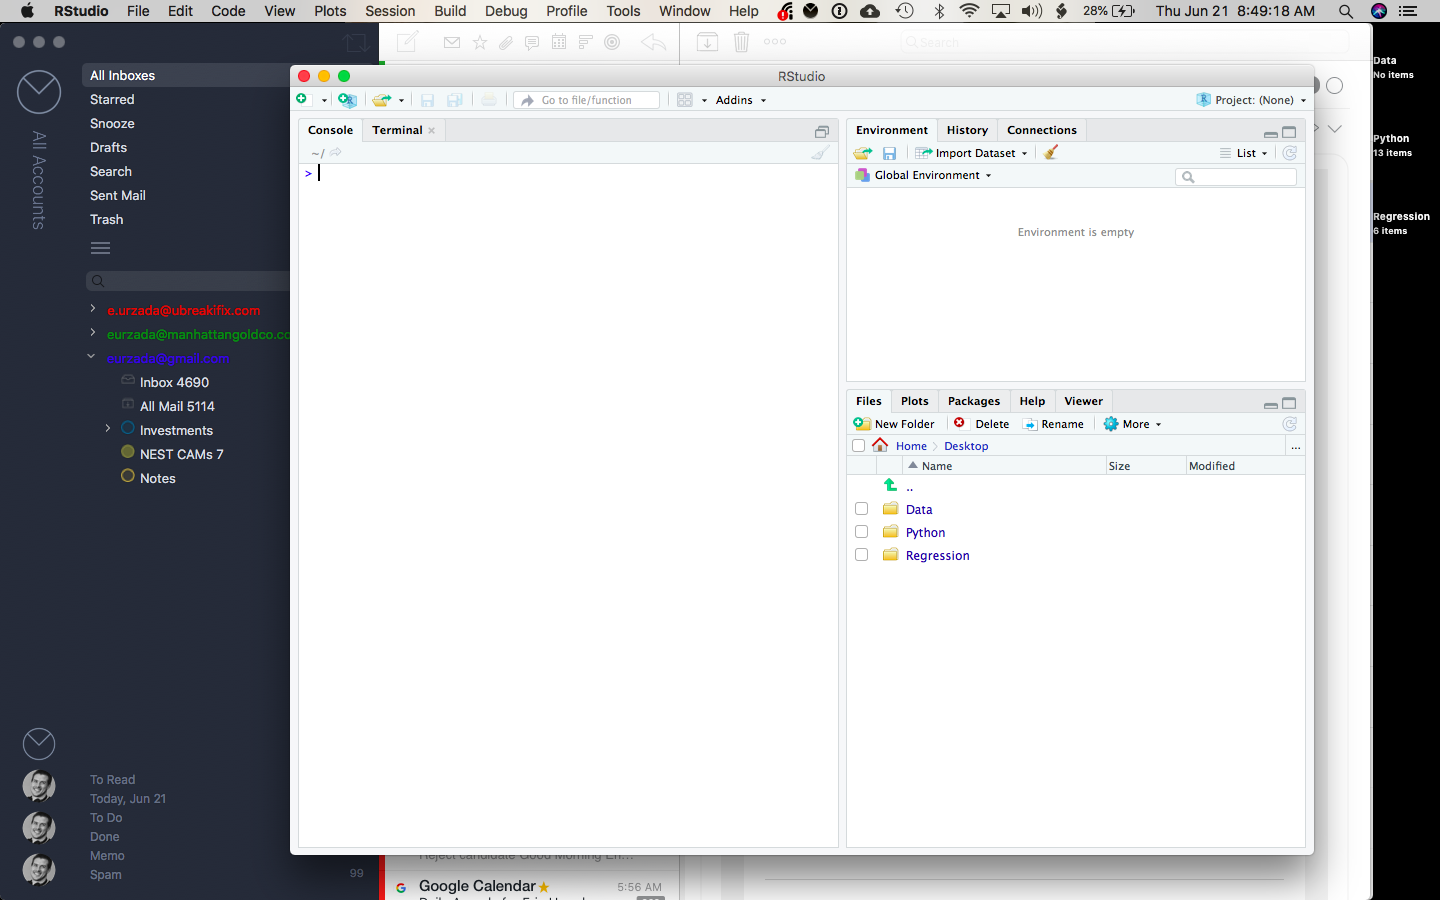 RStudio File Edit Code View Plots Session Build Debug Profile Tools Window Help 28% Thu Jun 21 8:49:18 AM
Search
All Accounts
All Inboxes
Starred
Snooze
Drafts
Search
Sent Mail
Trash
e.urzada@ubreakifix.com
eurzada@manhattangoldco.co
eurzada@gmail.com
Inbox 4690
All Mail 5114
Investments
NEST CAMs 7
Notes
To Read
Today, Jun 21
To Do
Done
Memo
Spam 99
RStudio
Go to file/function Addins Project: (None)
Console Terminal
~/
>
Environment History Connections
Import Dataset List
Global Environment
Environment is empty
Files Plots Packages Help Viewer
New Folder Delete Rename More
Home Desktop ...
Name Size Modified
..
Data
Python
Regression
Reject candidate Good Morning Eri...
Google Calendar 5:56 AM
Data
No items
Python
13 items
Regression
6 items